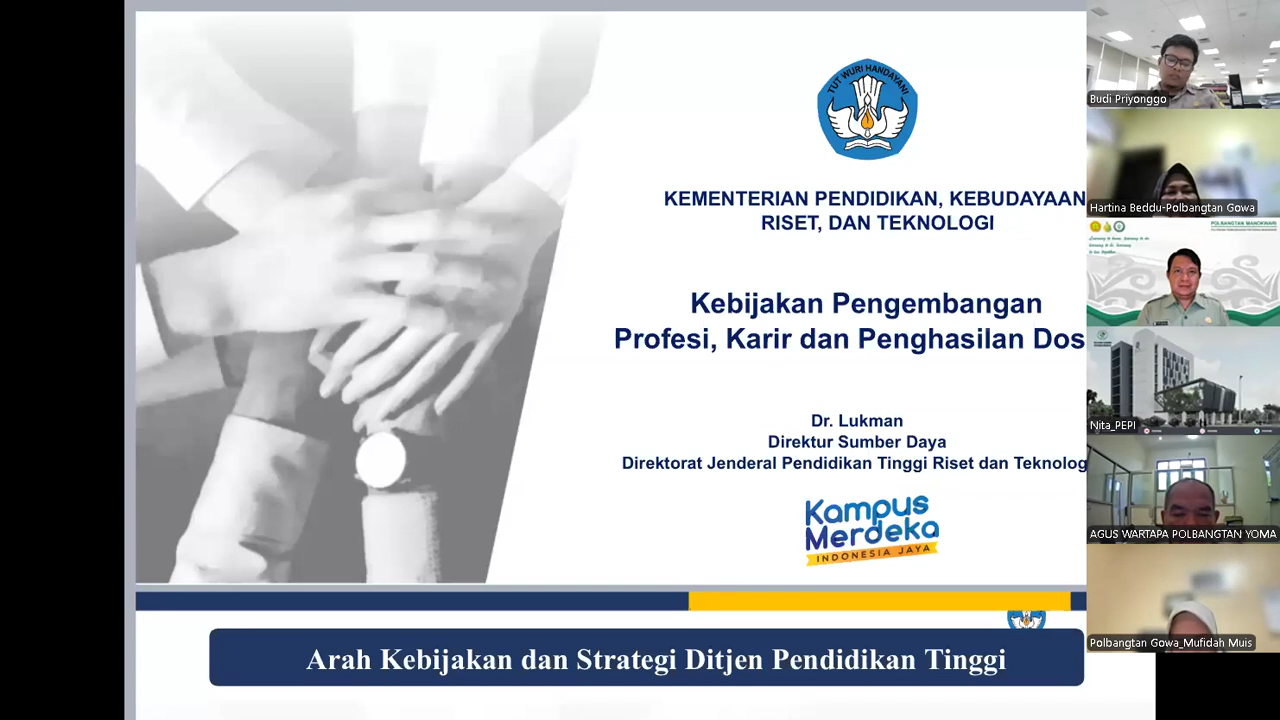 TUT WURI HANDAYANI
KEMENTERIAN PENDIDIKAN, KEBUDAYAAN
RISET, DAN TEKNOLOGI
Kebijakan Pengembangan
Profesi, Karir dan Penghasilan Dos
Dr. Lukman
Direktur Sumber Daya
Direktorat Jenderal Pendidikan Tinggi Riset dan Teknolog
Kampus
Merdeka
INDONESIA JAYA
Arah Kebijakan dan Strategi Ditjen Pendidikan Tinggi
Budi Priyonggo
Hartina Beddu-Polbangtan Gowa
POLBANGTAN MANOKWARI
Nita_PEPI
AGUS WARTAPA POLBANGTAN YOMA
Polbangtan Gowa_Mufidah Muis